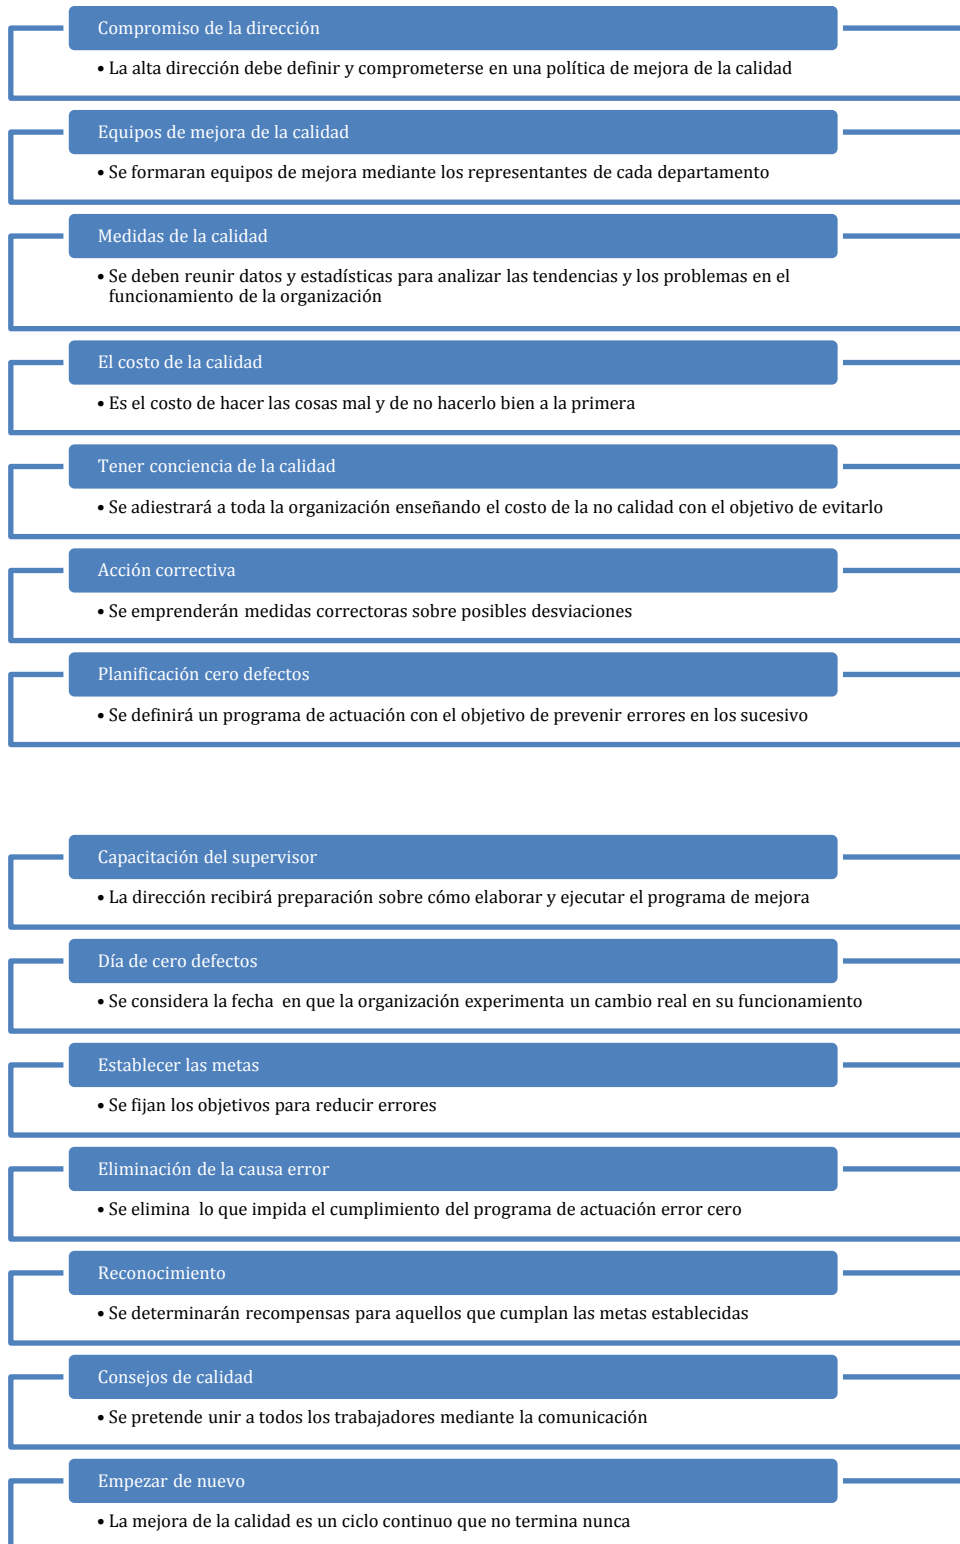 Compromiso de la dirección
• La alta dirección debe definir y comprometerse en una política de mejora de la calidad
Equipos de mejora de la calidad
• Se formaran equipos de mejora mediante los representantes de cada departamento
Medidas de la calidad
• Se deben reunir datos y estadísticas para analizar las tendencias y los problemas en el
funcionamiento de la organización
El costo de la calidad
• Es el costo de hacer las cosas mal y de no hacerlo bien a la primera
Tener conciencia de la calidad
• Se adiestrará a toda la organización enseñando el costo de la no calidad con el objetivo de evitarlo
Acción correctiva
• Se emprenderán medidas correctoras sobre posibles desviaciones
Planificación cero defectos
• Se definirá un programa de actuación con el objetivo de prevenir errores en los sucesivo
Capacitación del supervisor
• La dirección recibirá preparación sobre cómo elaborar y ejecutar el programa de mejora
Día de cero defectos
• Se considera la fecha en que la organización experimenta un cambio real en su funcionamiento
Establecer las metas
• Se fijan los objetivos para reducir errores
Eliminación de la causa error
• Se elimina lo que impida el cumplimiento del programa de actuación error cero
Reconocimiento
• Se determinarán recompensas para aquellos que cumplan las metas establecidas
Consejos de calidad
• Se pretende unir a todos los trabajadores mediante la comunicación
Empezar de nuevo
• La mejora de la calidad es un ciclo continuo que no termina nunca